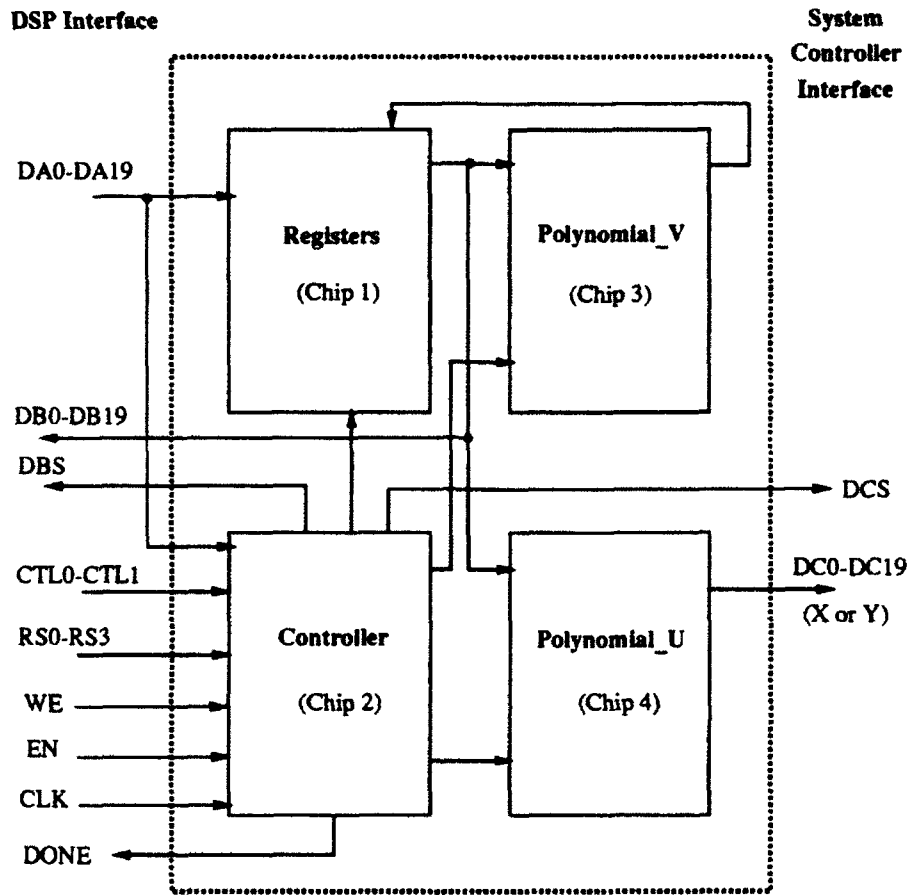 DSP Interface
System
Controller
Interface
DA0-DA19
Registers
(Chip 1)
Polynomial_V
(Chip 3)
DB0-DB19
DBS
DCS
CTL0-CTL1
RS0-RS3
WE
EN
CLK
DONE
Controller
(Chip 2)
Polynomial_U
(Chip 4)
DC0-DC19
(X or Y)